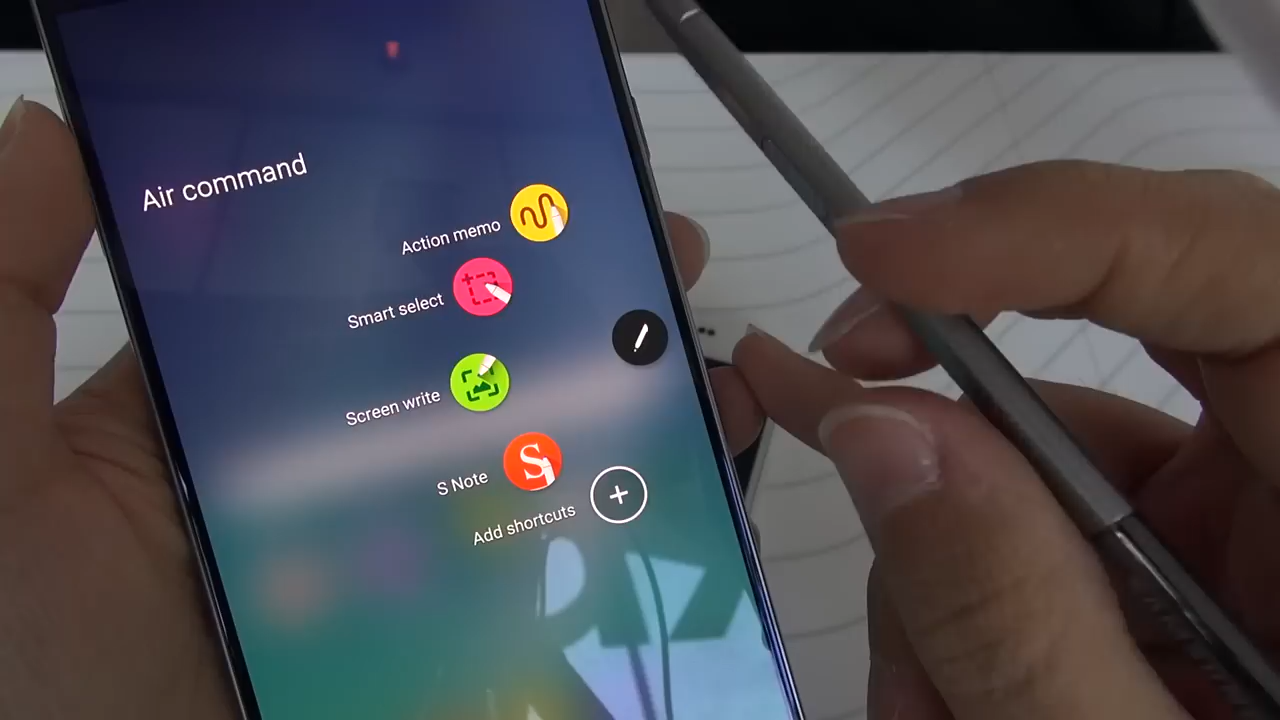 Air command
Action memo
Smart select
Screen write
S Note
Add shortcuts